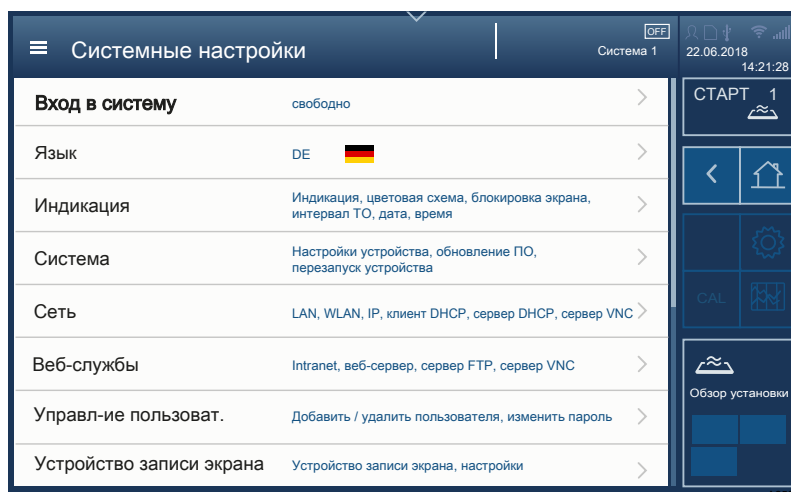 Системные настройки
OFF
Система 1
22.06.2018
14:21:28
Вход в систему
свободно
Язык
DE
Индикация
Индикация, цветовая схема, блокировка экрана,
интервал ТО, дата, время
Система
Настройки устройства, обновление ПО,
перезапуск устройства
Сеть
LAN, WLAN, IP, клиент DHCP, сервер DHCP, сервер VNC
Веб-службы
Intranet, веб-сервер, сервер FTP, сервер VNC
Управл-ие пользоват.
Добавить / удалить пользователя, изменить пароль
Устройство записи экрана
Устройство записи экрана, настройки
СТАРТ 1
CAL
Обзор установки